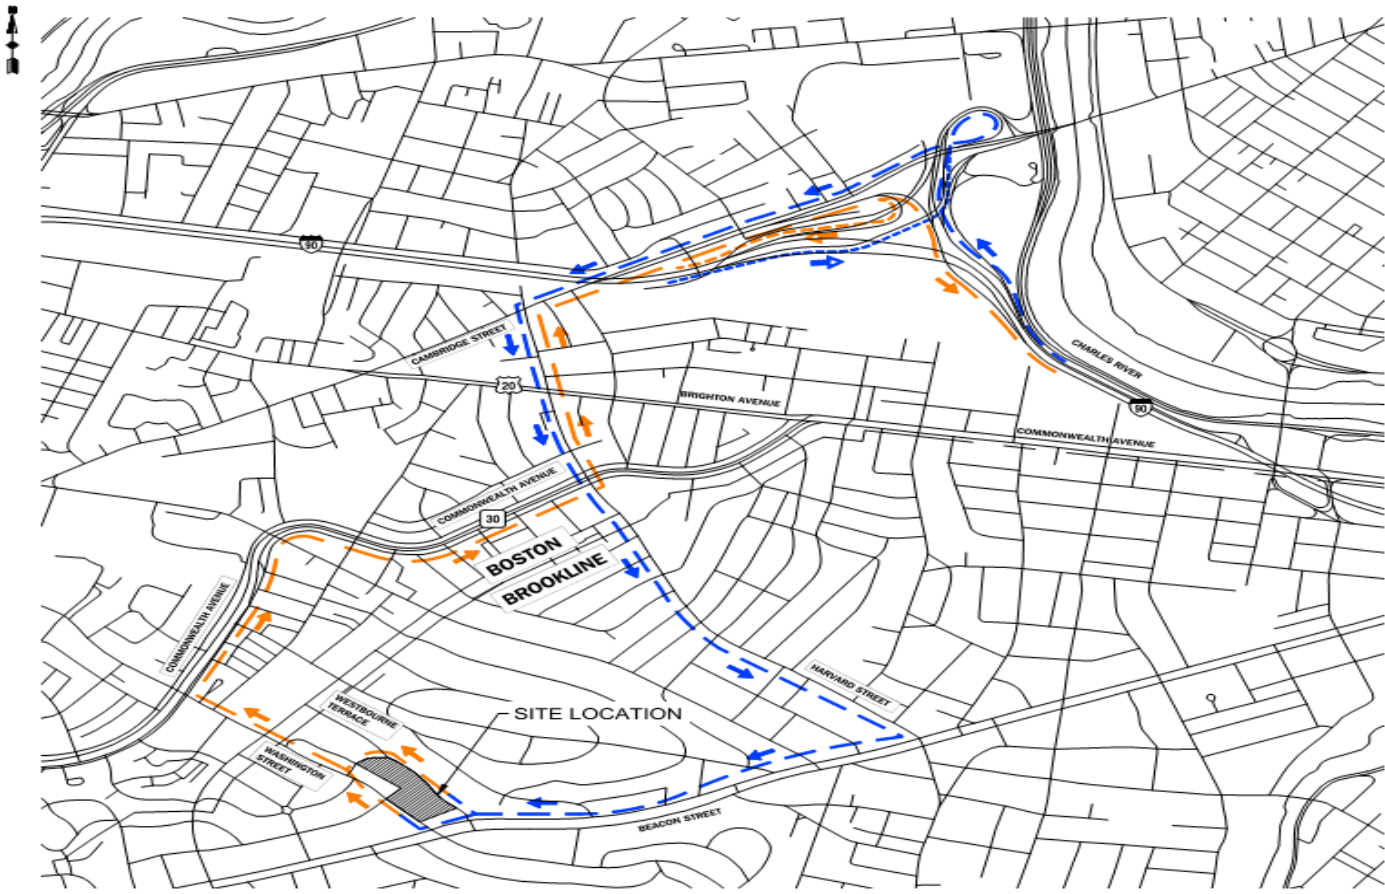 N
90
CAMBRIDGE STREET
20
BRIGHTON AVENUE
CHARLES RIVER
90
COMMONWEALTH AVENUE
COMMONWEALTH AVENUE
30
BOSTON
BROOKLINE
COMMONWEALTH AVENUE
HARVARD STREET
WESTBOURNE
TERRACE
SITE LOCATION
WASHINGTON
STREET
BEACON STREET